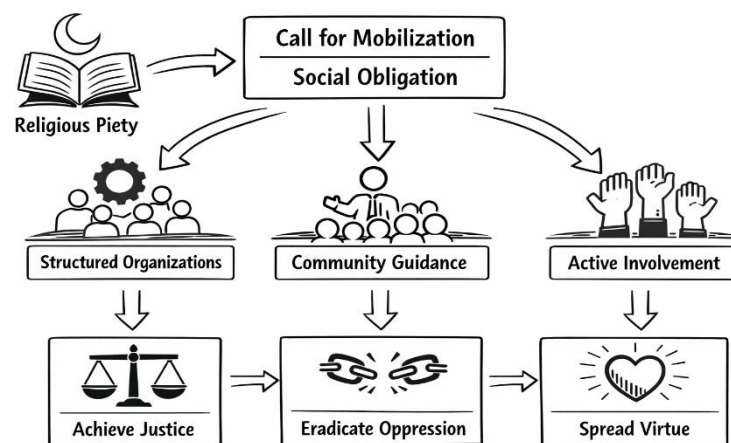 Call for Mobilization
Social Obligation
Religious Piety
Structured Organizations
Community Guidance
Active Involvement
Achieve Justice
Eradicate Oppression
Spread Virtue